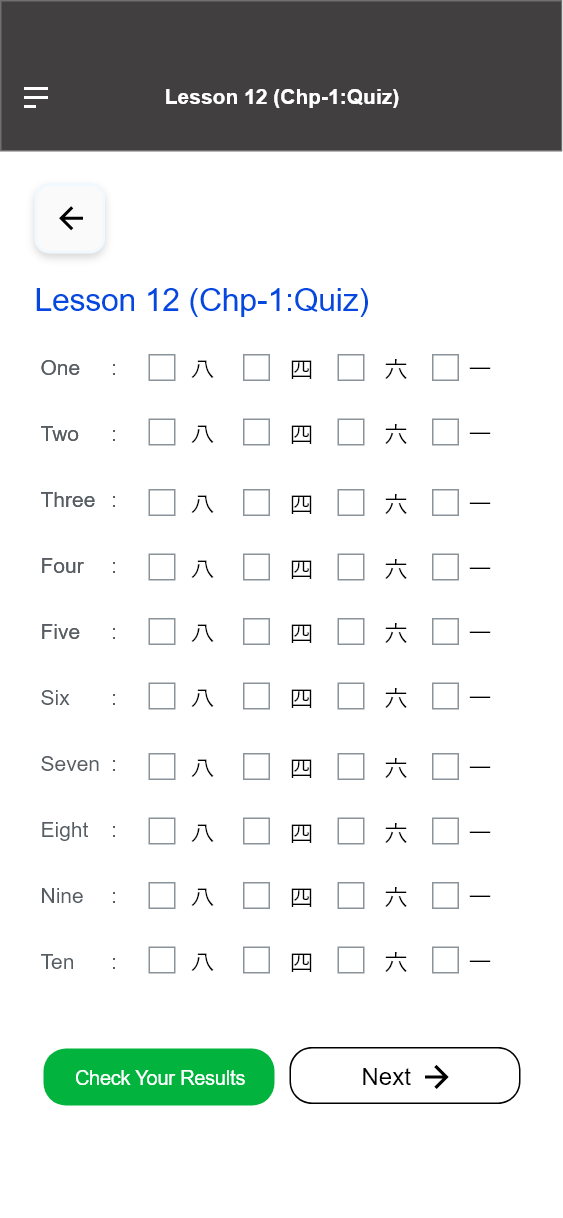 Lesson 12 (Chp-1:Quiz)
Lesson 12 (Chp-1:Quiz)
One : 八 四 六 一
Two : 八 四 六 一
Three : 八 四 六 一
Four : 八 四 六 一
Five : 八 四 六 一
Six : 八 四 六 一
Seven : 八 四 六 一
Eight : 八 四 六 一
Nine : 八 四 六 一
Ten : 八 四 六 一
Check Your Results Next